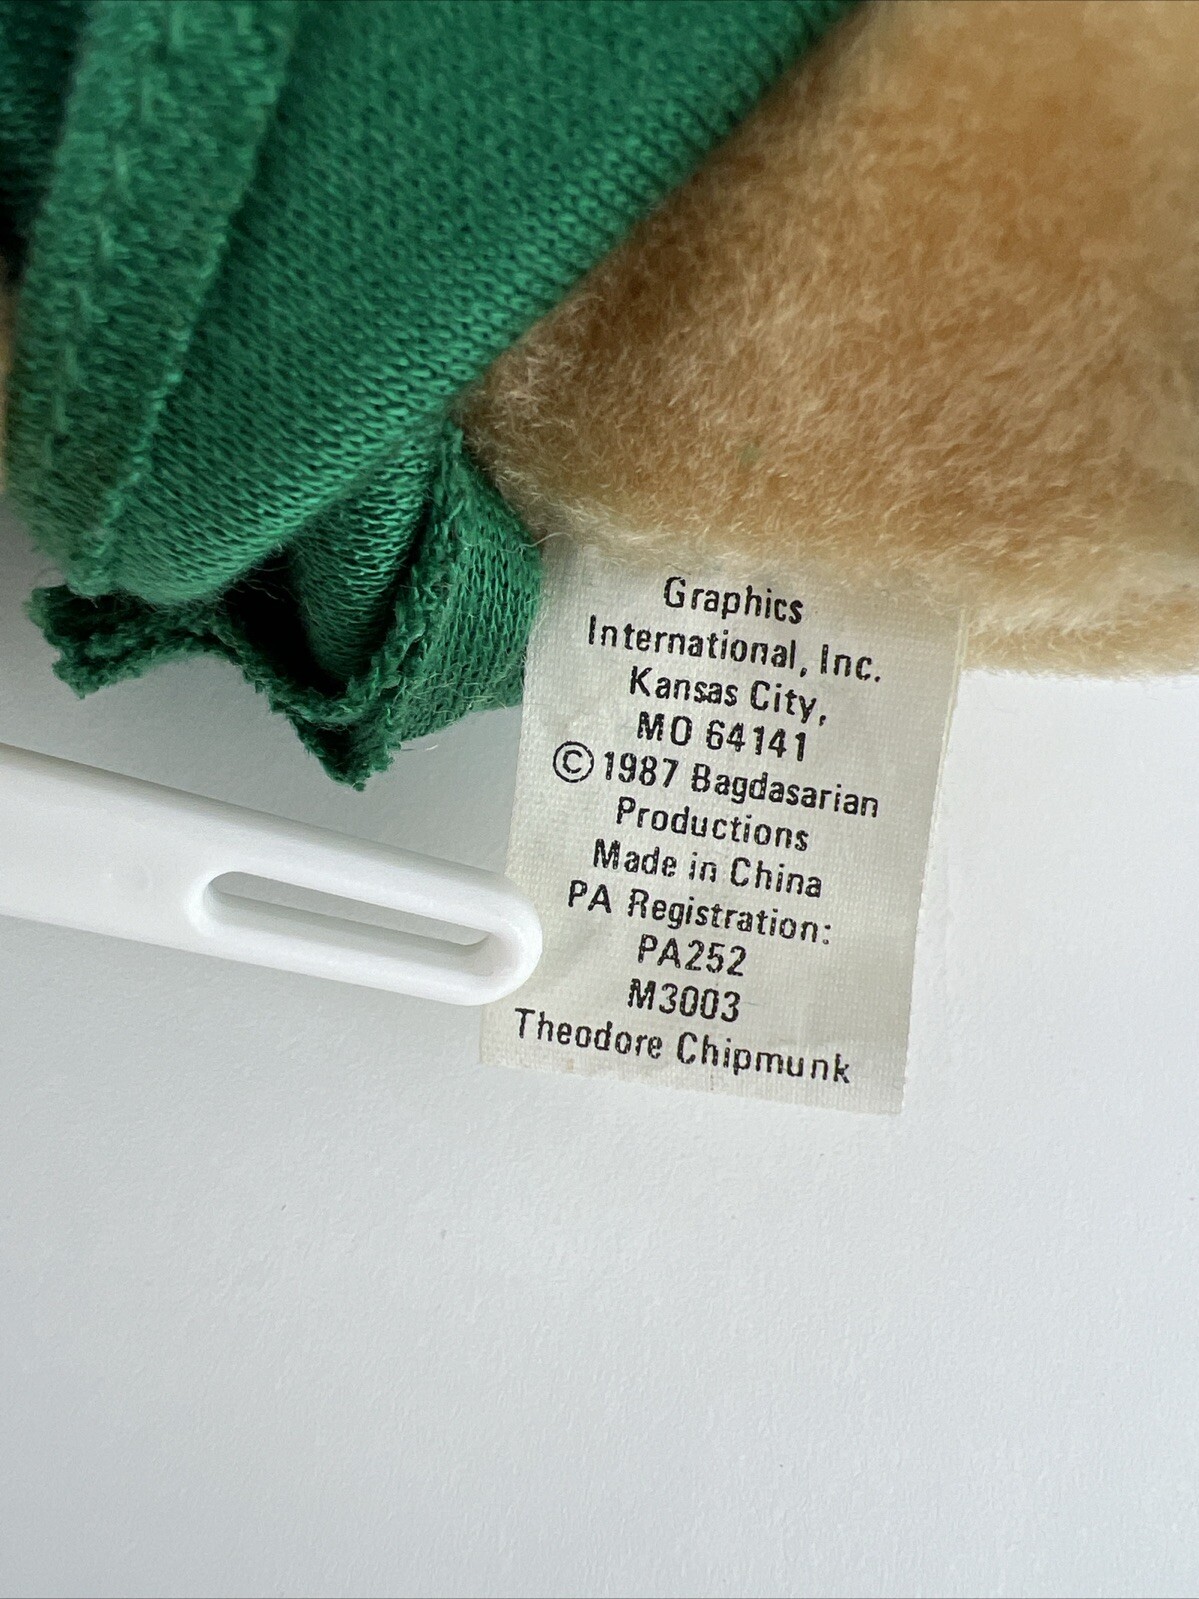 Graphics
International, Inc.
Kansas City,
MO 64141
© 1987 Bagdasarian
Productions
Made in China
PA Registration:
PA252
M3003
Theodore Chipmunk